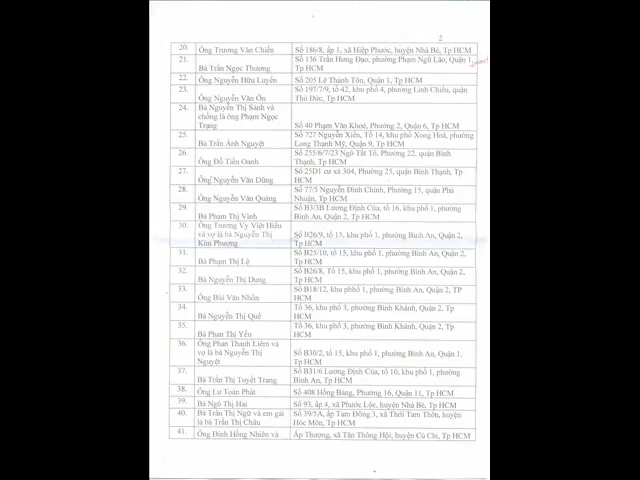 2
20. Ông Trương Văn Chiến Số 186/8, ấp 1, xã Hiệp Phước, huyện Nhà Bè, Tp HCM
21. Số 136 Trần Hưng Đạo, phường Phạm Ngũ Lão, Quận 1,
Bà Trần Ngọc Thương Tp HCM
22. Ông Nguyễn Hữu Luyến Số 205 Lê Thánh Tôn, Quận 1, Tp HCM
23. Số 197/7/9, tổ 42, khu phố 4, phường Linh Chiểu, quận
Ông Nguyễn Văn Ôn Thủ Đức, Tp HCM
24. Bà Nguyễn Thị Sánh và
chồng là ông Phạm Ngọc
Trạng Số 40 Phạm Văn Khoẻ, Phường 2, Quận 6, Tp HCM
25. Số 727 Nguyễn Xiển, Tổ 14, khu phố Xong Hoà, phường
Bà Trần Ánh Nguyệt Long Thạnh Mỹ, Quận 9, Tp HCM
26. Số 255/6/7/23 Ngô Tất Tố, Phường 22, quận Bình
Ông Đỗ Tiến Oanh Thạnh, Tp HCM
27. Số 25D1 cư xá 304, Phường 25, quận Bình Thạnh, Tp
Ông Nguyễn Văn Dũng HCM
28. Số 77/5 Nguyễn Đình Chính, Phường 15, quận Phú
Ông Nguyễn Văn Quảng Nhuận, Tp HCM
29. Số B3/3B Lương Định Của, tổ 16, khu phố 1, phường
Bà Phạm Thị Vinh Bình An, Quận 2, Tp HCM
30. Ông Trương Vy Việt Hiếu
và vợ là bà Nguyễn Thị Số B26/9, tổ 15, khu phố 1, phường Bình An, Quận 2,
Kim Phượng Tp HCM
31. Số B25/10, tổ 15, khu phố 1, phường Bình An, Quận 2,
Bà Phạm Thị Lệ Tp HCM
32. Số B26/8, Tổ 15, khu phố 1, phường Bình An, Quận 2,
Bà Nguyễn Thị Dung Tp HCM
33. Số B18/12, khu phhố 1, phường Bình An, Quận 2, TP
Ông Bùi Văn Nhốn HCM
34. Tổ 36, khu phố 3, phường Bình Khánh, Quận 2, Tp
Bà Nguyễn Thị Quế HCM
35. Tổ 36, khu phố 3, phường Bình Khánh, Quận 2, Tp
Bà Phan Thị Yến HCM
36. Ông Phan Thanh Liêm và
vợ là bà Nguyễn Thị Số B30/2, tổ 15, khu phố 1, phường Bình An, Quận 1,
Nguyệt Tp HCM
37. Số B31/6 Lương Định Của, tổ 10, khu phố 1, phường
Bà Trần Thị Tuyết Trang Bình An, Tp HCM
38. Ông Lư Toàn Phát Số 408 Hồng Bàng, Phường 16, Quận 11, Tp HCM
39. Bà Ngô Thị Hai Số 93, ấp 4, xã Phước Lộc, huyện Nhà Bè, Tp HCM
40. Bà Trần Thị Ngữ và em gái Số 39/5A, ấp Tam Đông 3, xã Thới Tam Thôn, huyện
là bà Trần Thị Châu Hóc Môn, Tp HCM
41. Ông Đinh Hồng Nhiên và Ấp Thượng, xã Tân Thông Hội, huyện Củ Chi, Tp HCM